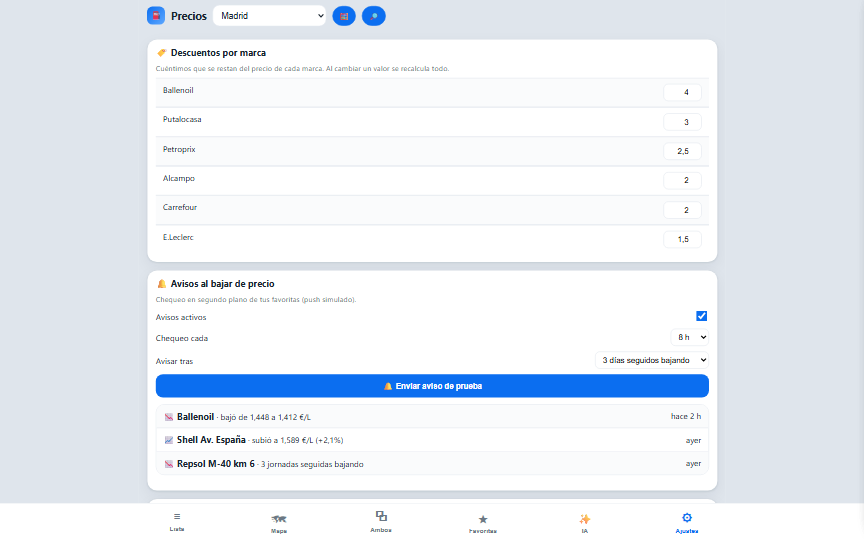 Precios
Madrid
Descuentos por marca
Cuéntimos que se restan del precio de cada marca. Al cambiar un valor se recalcula todo.
Ballenoil 4
Putalocasa 3
Petroprix 2,5
Alcampo 2
Carrefour 2
E.Leclerc 1,5
Avisos al bajar de precio
Chequeo en segundo plano de tus favoritas (push simulado).
Avisos activos
Chequeo cada 8 h
Avisar tras 3 días seguidos bajando
Enviar aviso de prueba
Ballenoil · bajó de 1,448 a 1,412 €/L hace 2 h
Shell Av. España · subió a 1,589 €/L (+2,1%) ayer
Repsol M-40 km 6 · 3 jornadas seguidas bajando ayer
Lista
Mapa
Ambos
Favoritas
IA
Ajustes